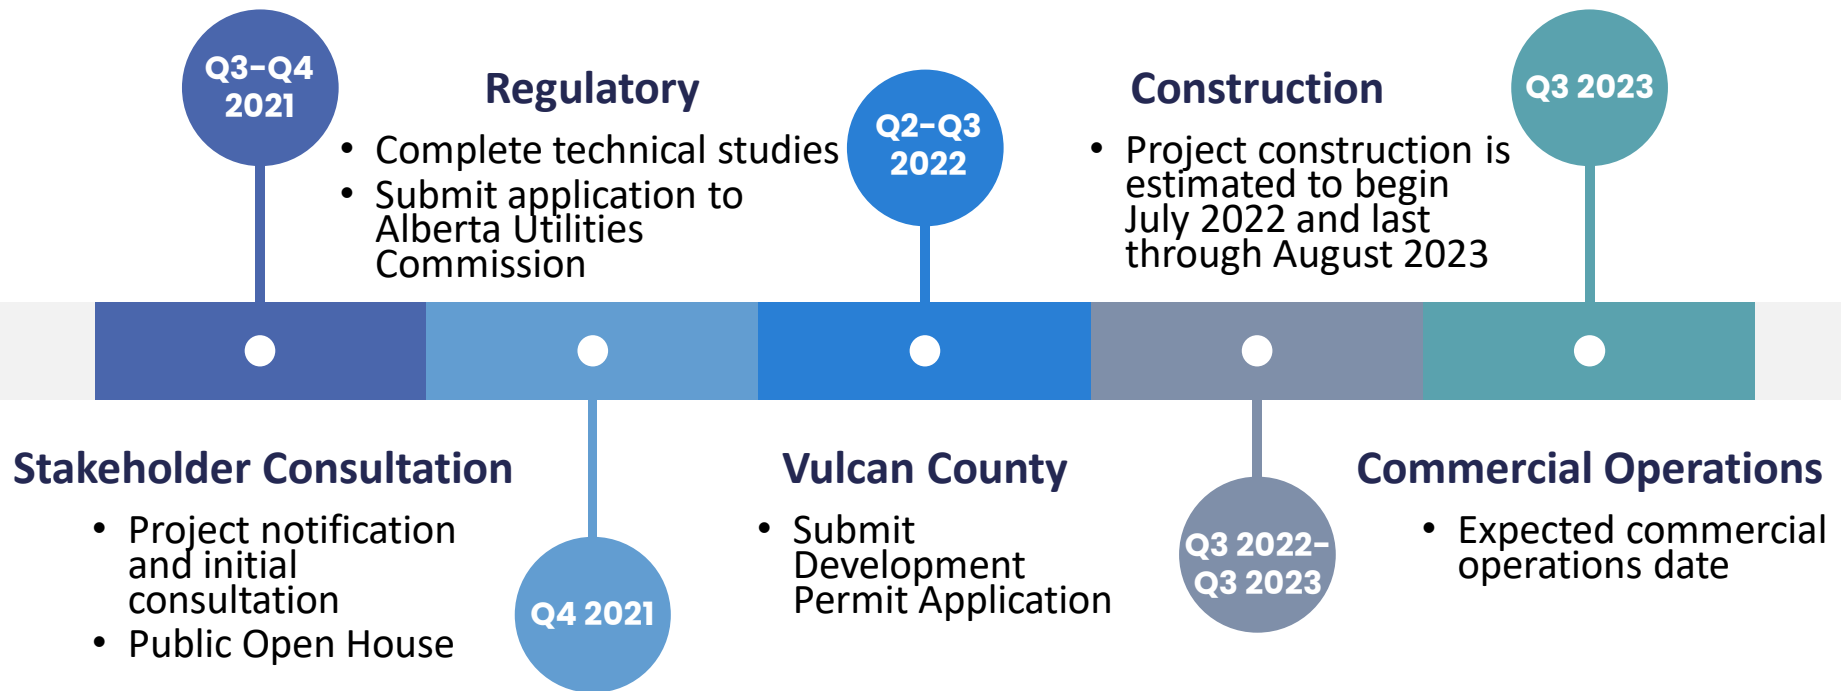 Q3-Q4
2021
Stakeholder Consultation
• Project notification
and initial
consultation
• Public Open House
Regulatory
• Complete technical studies
• Submit application to
Alberta Utilities
Commission
Q4 2021
Q2-Q3
2022
Vulcan County
• Submit
Development
Permit Application
Construction
• Project construction is
estimated to begin
July 2022 and last
through August 2023
Q3 2022-
Q3 2023
Q3 2023
Commercial Operations
• Expected commercial
operations date